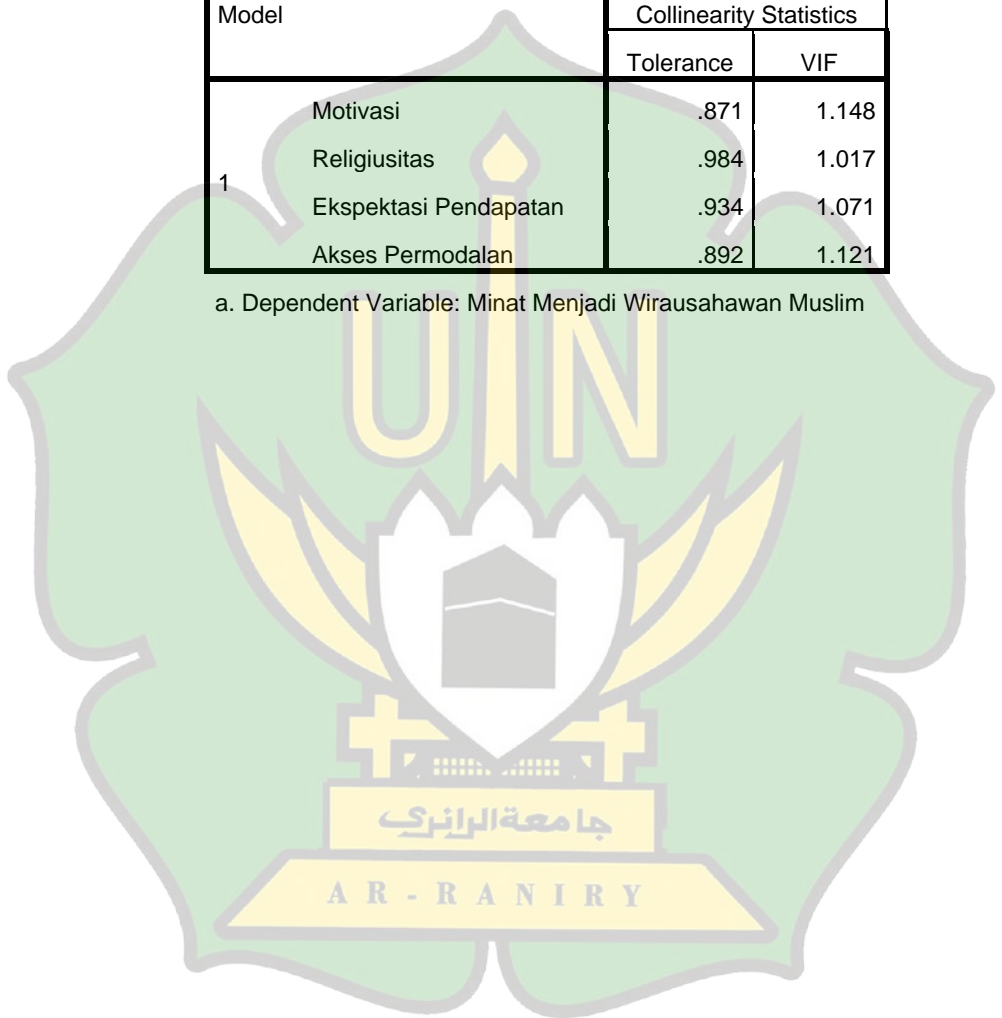 Model Collinearity Statistics
Tolerance VIF
1
Motivasi .871 1.148
Religiusitas .984 1.017
Ekspektasi Pendapatan .934 1.071
Akses Permodalan .892 1.121
a. Dependent Variable: Minat Menjadi Wirausahawan Muslim
UIN
جامعة الرانري
AR-RANIRY